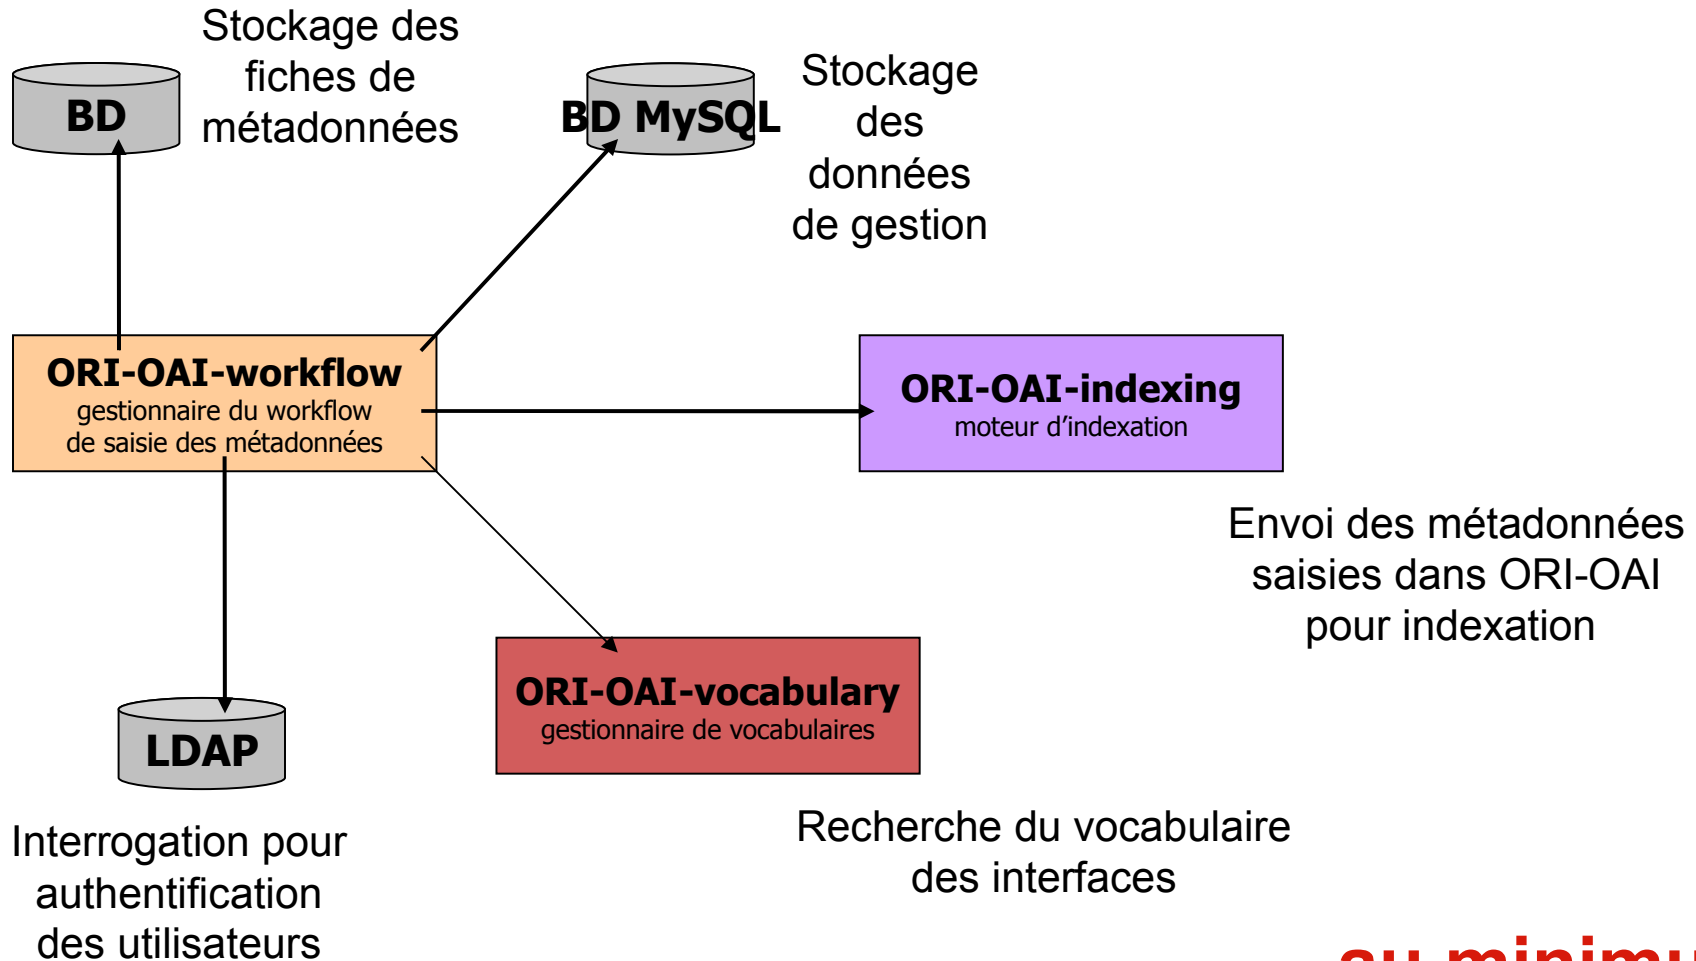 Stockage des
fiches de
métadonnées
BD
BD MySQL
Stockage
des
données
de gestion
ORI-OAI-workflow
gestionnaire du workflow
de saisie des métadonnées
ORI-OAI-indexing
moteur d'indexation
Envoi des métadonnées
saisies dans ORI-OAI
pour indexation
ORI-OAI-vocabulary
gestionnaire de vocabulaires
LDAP
Recherche du vocabulaire
des interfaces
Interrogation pour
authentification
des utilisateurs
au minimu